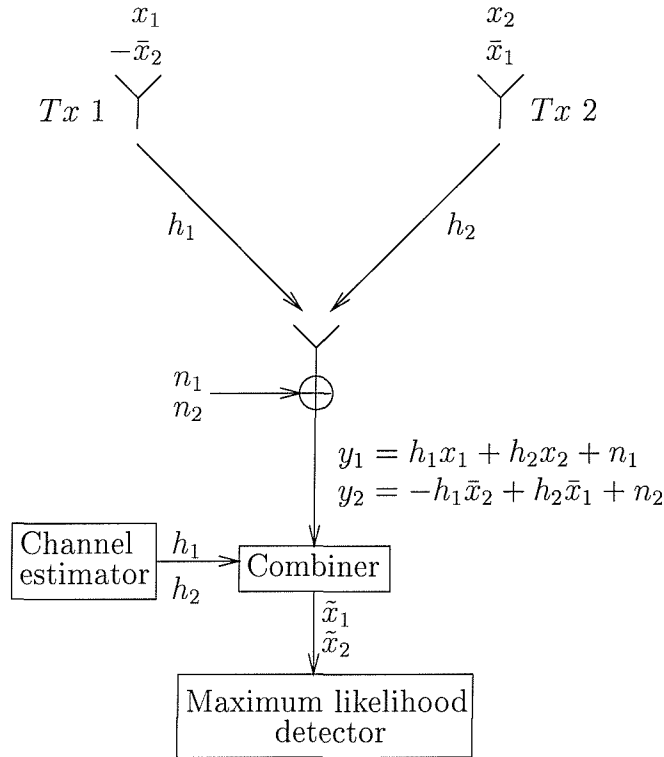 x₁ x₂
−x̄₂ x̄₁
Tx 1 Tx 2
h₁ h₂
n₁
n₂
y₁ = h₁x₁ + h₂x₂ + n₁
y₂ = −h₁x̄₂ + h₂x̄₁ + n₂
Channel
estimator
h₁
h₂
Combiner
x̃₁
x̃₂
Maximum likelihood
detector